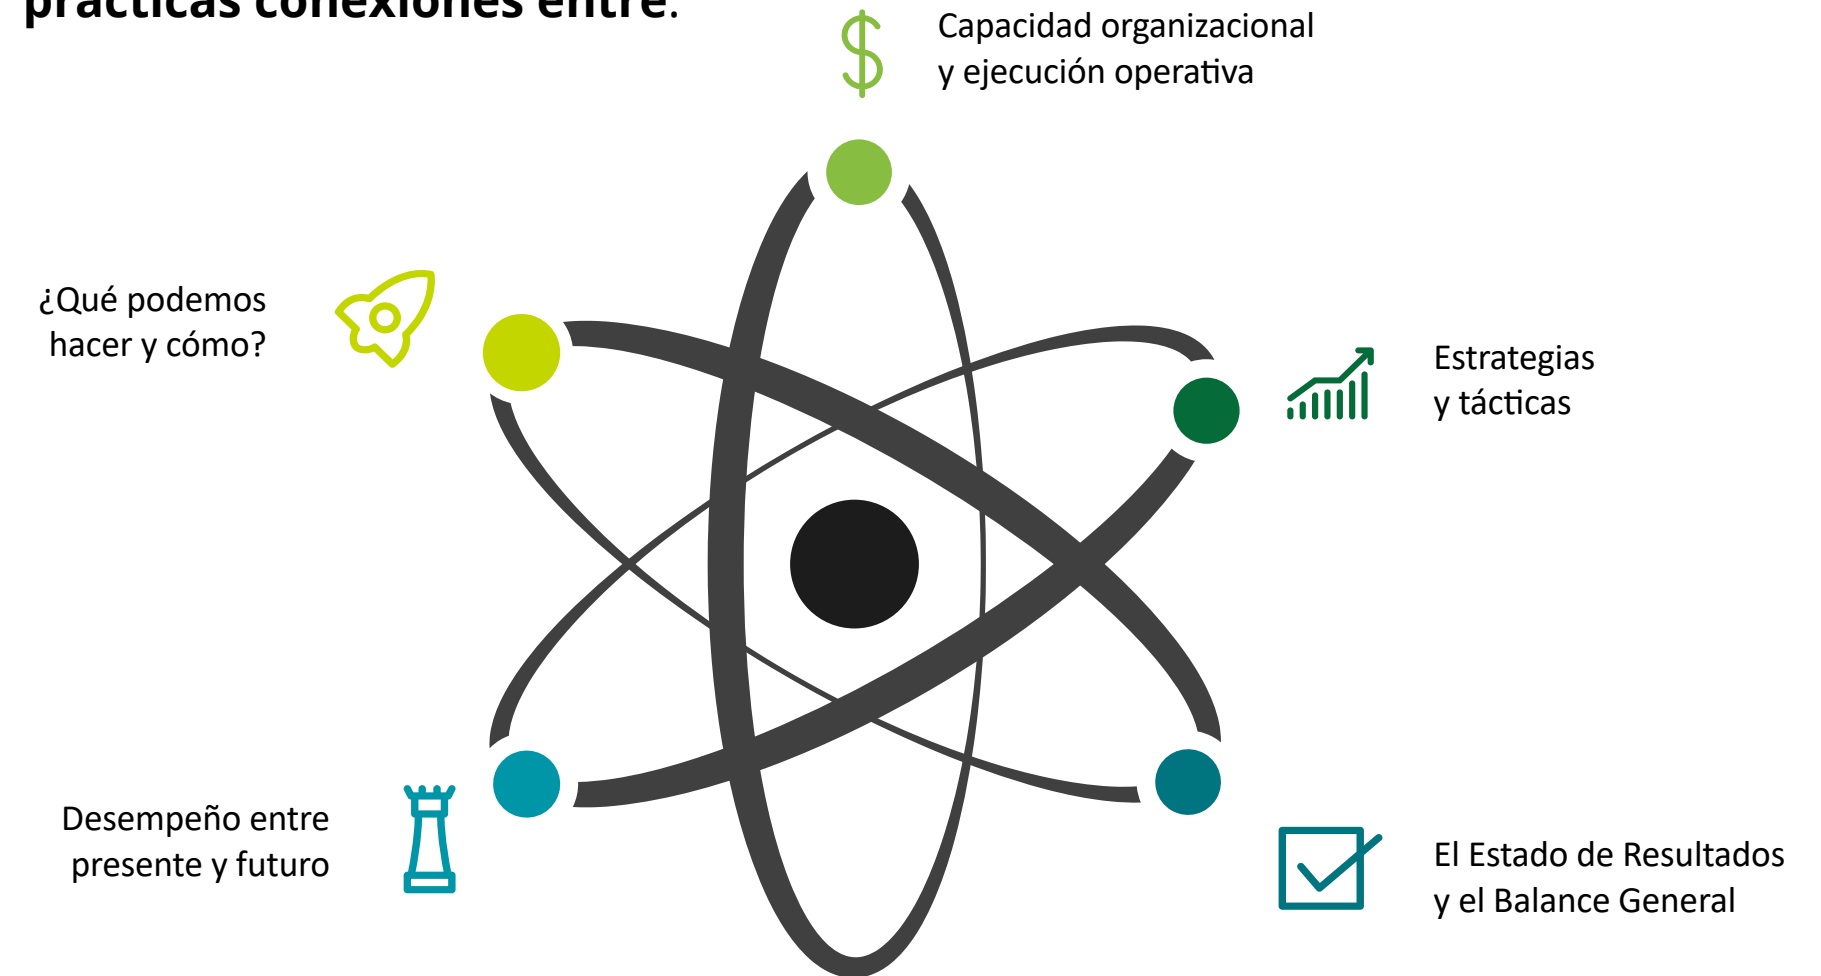 prácticas conexiones entre:
Capacidad organizacional
y ejecución operativa
¿Qué podemos
hacer y cómo?
Estrategias
y tácticas
Desempeño entre
presente y futuro
El Estado de Resultados
y el Balance General